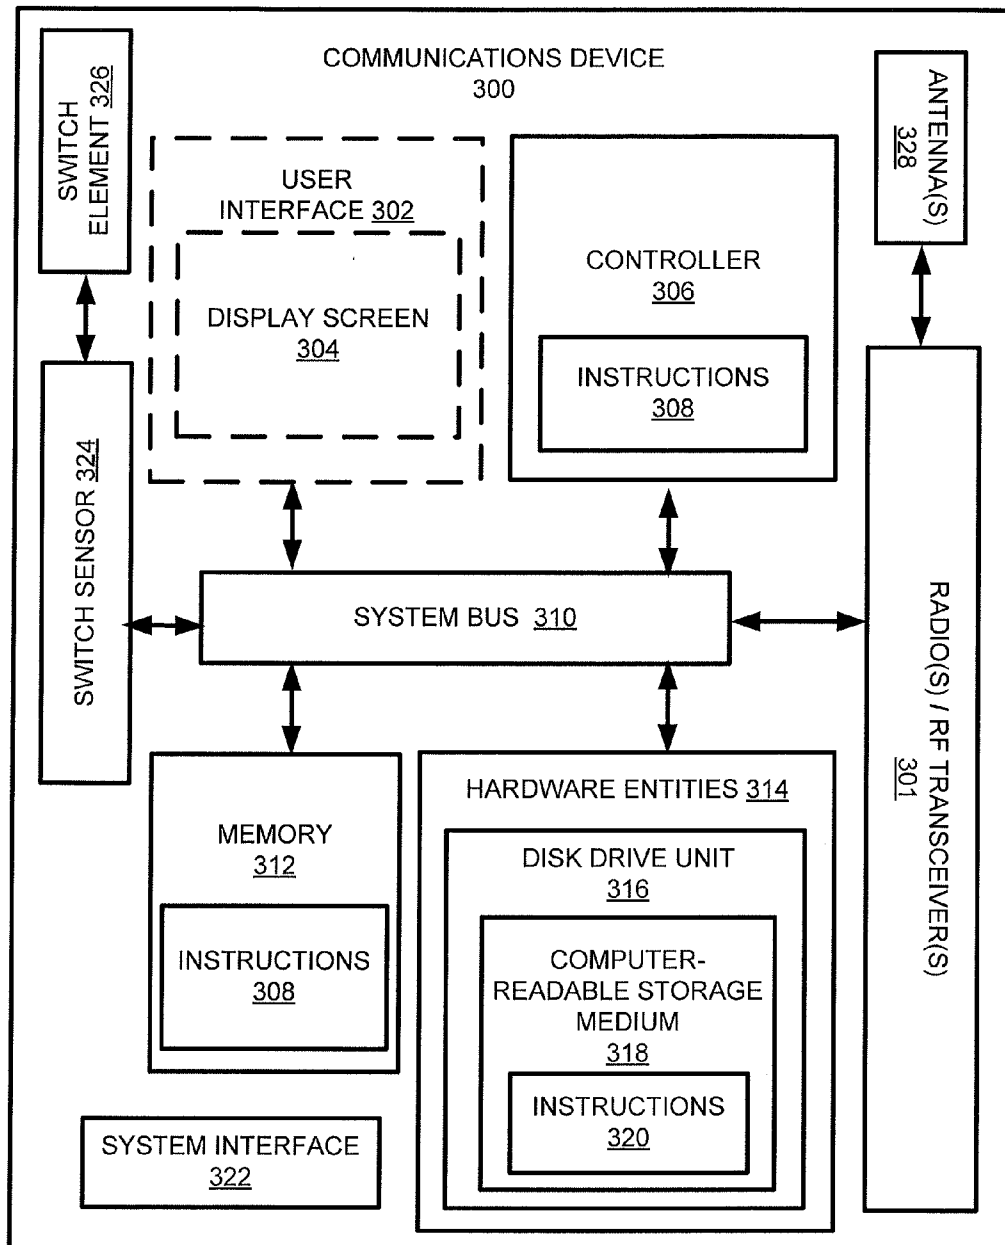 COMMUNICATIONS DEVICE
300
SWITCH
ELEMENT 326
ANTENNA(S)
328
USER
INTERFACE 302
DISPLAY SCREEN
304
CONTROLLER
306
INSTRUCTIONS
308
SWITCH SENSOR 324
SYSTEM BUS 310
RADIO(S) / RF TRANSCEIVER(S)
301
MEMORY
312
INSTRUCTIONS
308
HARDWARE ENTITIES 314
DISK DRIVE UNIT
316
COMPUTER-
READABLE STORAGE
MEDIUM
318
INSTRUCTIONS
320
SYSTEM INTERFACE
322